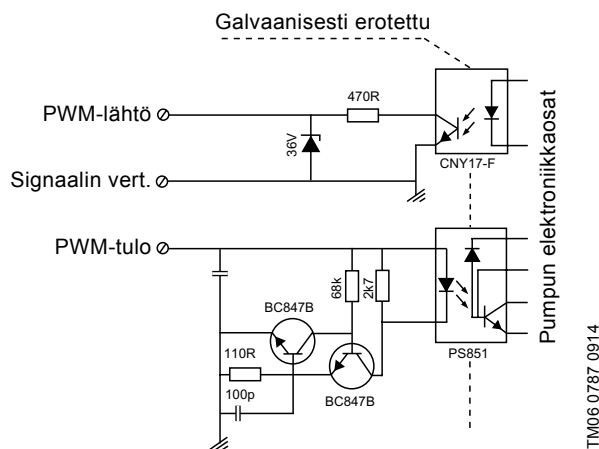 Galvaanisesti erotettu
PWM-lähtö
470R
36V
CNY17-F
Signaalin vert.
PWM-tulo
68k
2k7
BC847B
110R
100p
BC847B
PS851
Pumpun elektroniikkaosat
TM06 0787 0914